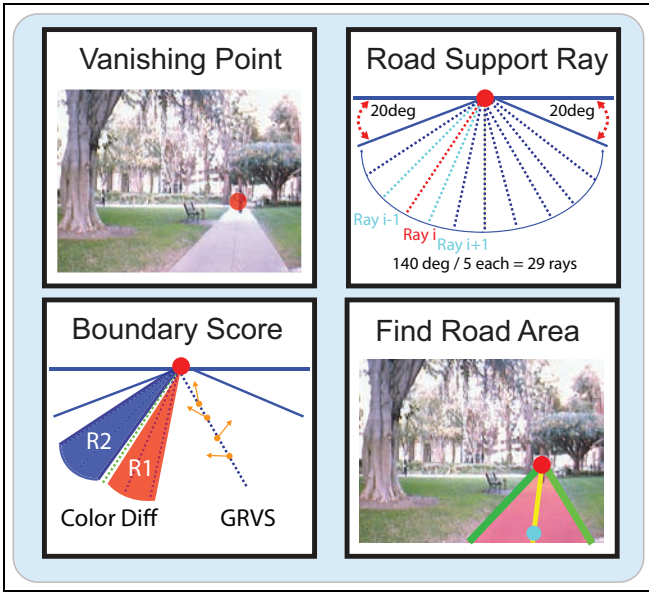 Vanishing Point
Road Support Ray
20deg
20deg
Ray i-1
Ray i
Ray i+1
140 deg / 5 each = 29 rays
Boundary Score
R2
R1
Color Diff
GRVS
Find Road Area